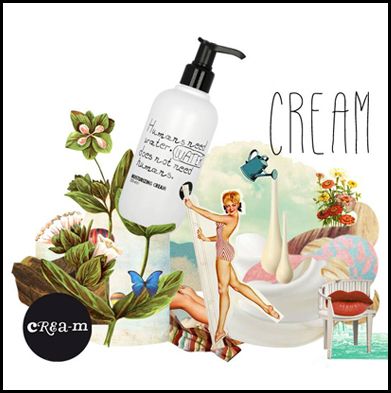 CREAM
Humans need
water. WATER
does not need
humans.
MOISTURIZING CREAM
CREA-M